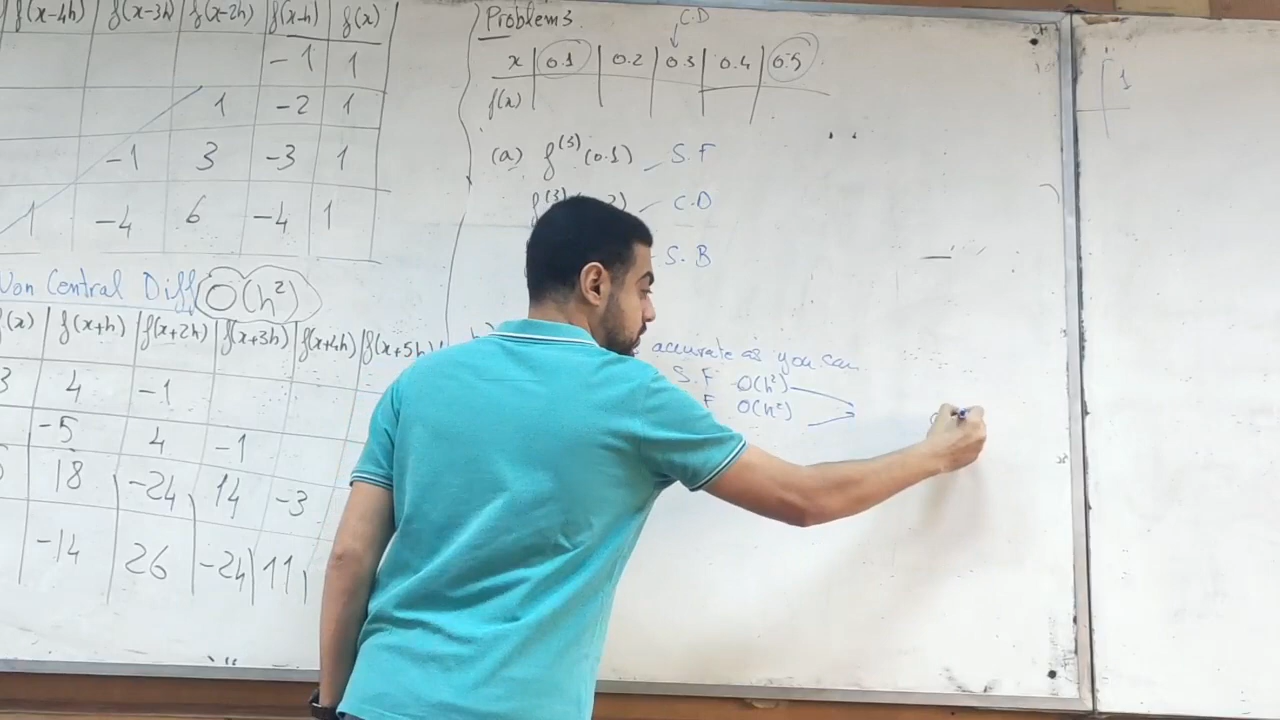 f(x-4h) f(x-3h) f(x-2h) f(x-h) f(x)
-1 1
1 -2 1
-1 3 -3 1
1 -4 6 -4 1
Non Central Diff O(h²)
f(x) f(x+h) f(x+2h) f(x+3h) f(x+4h) f(x+5h)
3 4 -1
-5 4 -1
18 -24 14 -3
-14 26 -24 11
Problems.
C.D
x 0.1 0.2 0.3 0.4 0.5
f(x)
(a) f⁽³⁾(0.1) S.F
C.D
S.B
accurate as you can
S.F O(h²)
F O(h²)
1